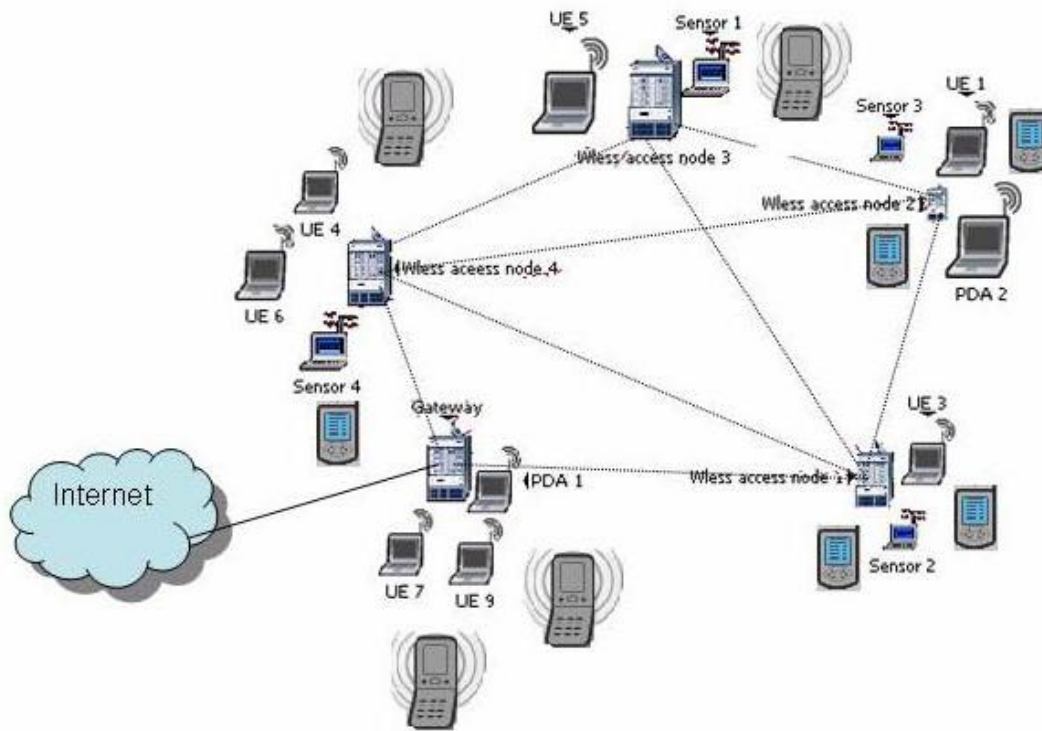 UE 5
Sensor 1
UE 1
Sensor 3
Wless access node 3
UE 4
Wless access node 2
Wless aceess node 4
UE 6
PDA 2
Sensor 4
Gateway
UE 3
Internet
PDA 1
Wless access node 1
UE 7
UE 9
Sensor 2